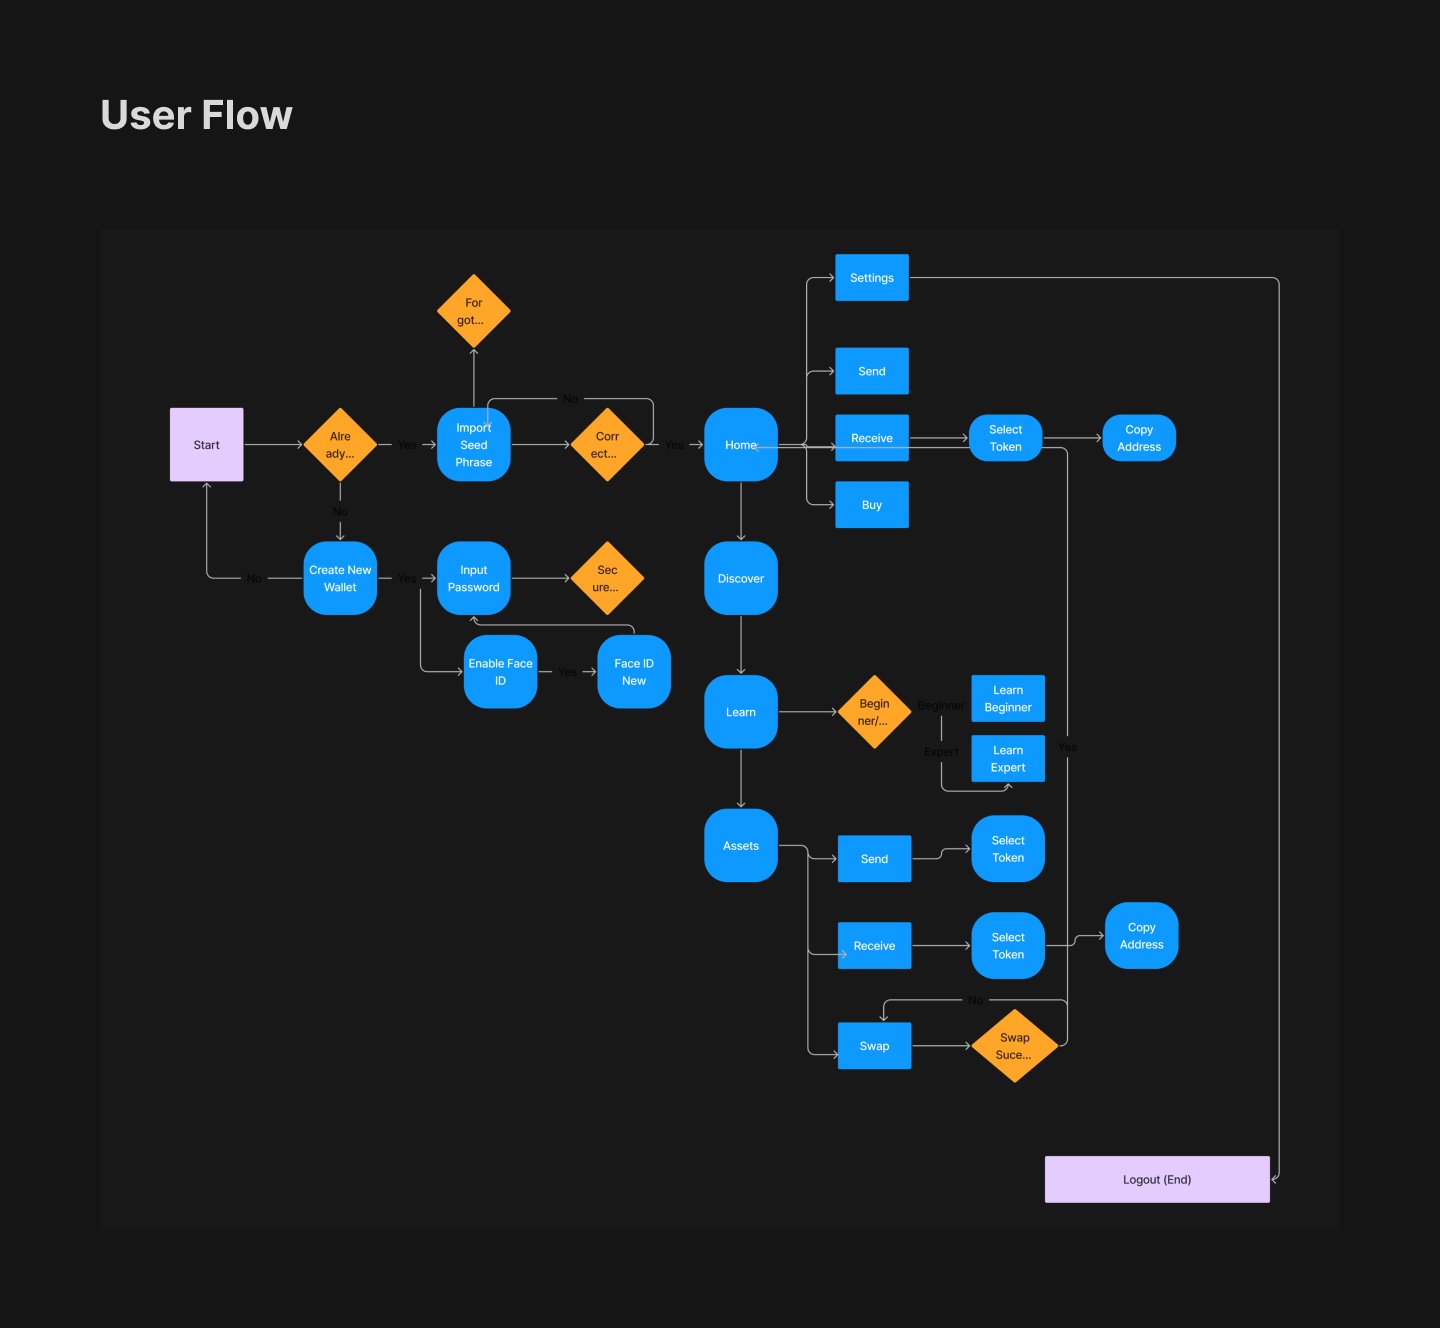 User Flow
Settings
For
got...
Send
No
Start
Alre
ady...
Yes
Import
Seed
Phrase
Corr
ect...
Yes
Home
Receive
Select
Token
Copy
Address
No
Buy
No
Create New
Wallet
Yes
Input
Password
Sec
ure...
Discover
Enable Face
ID
Yes
Face ID
New
Learn
Begin
ner/...
Beginner
Learn
Beginner
Expert
Learn
Expert
Yes
Assets
Send
Select
Token
Receive
Select
Token
Copy
Address
No
Swap
Swap
Suce...
Logout (End)